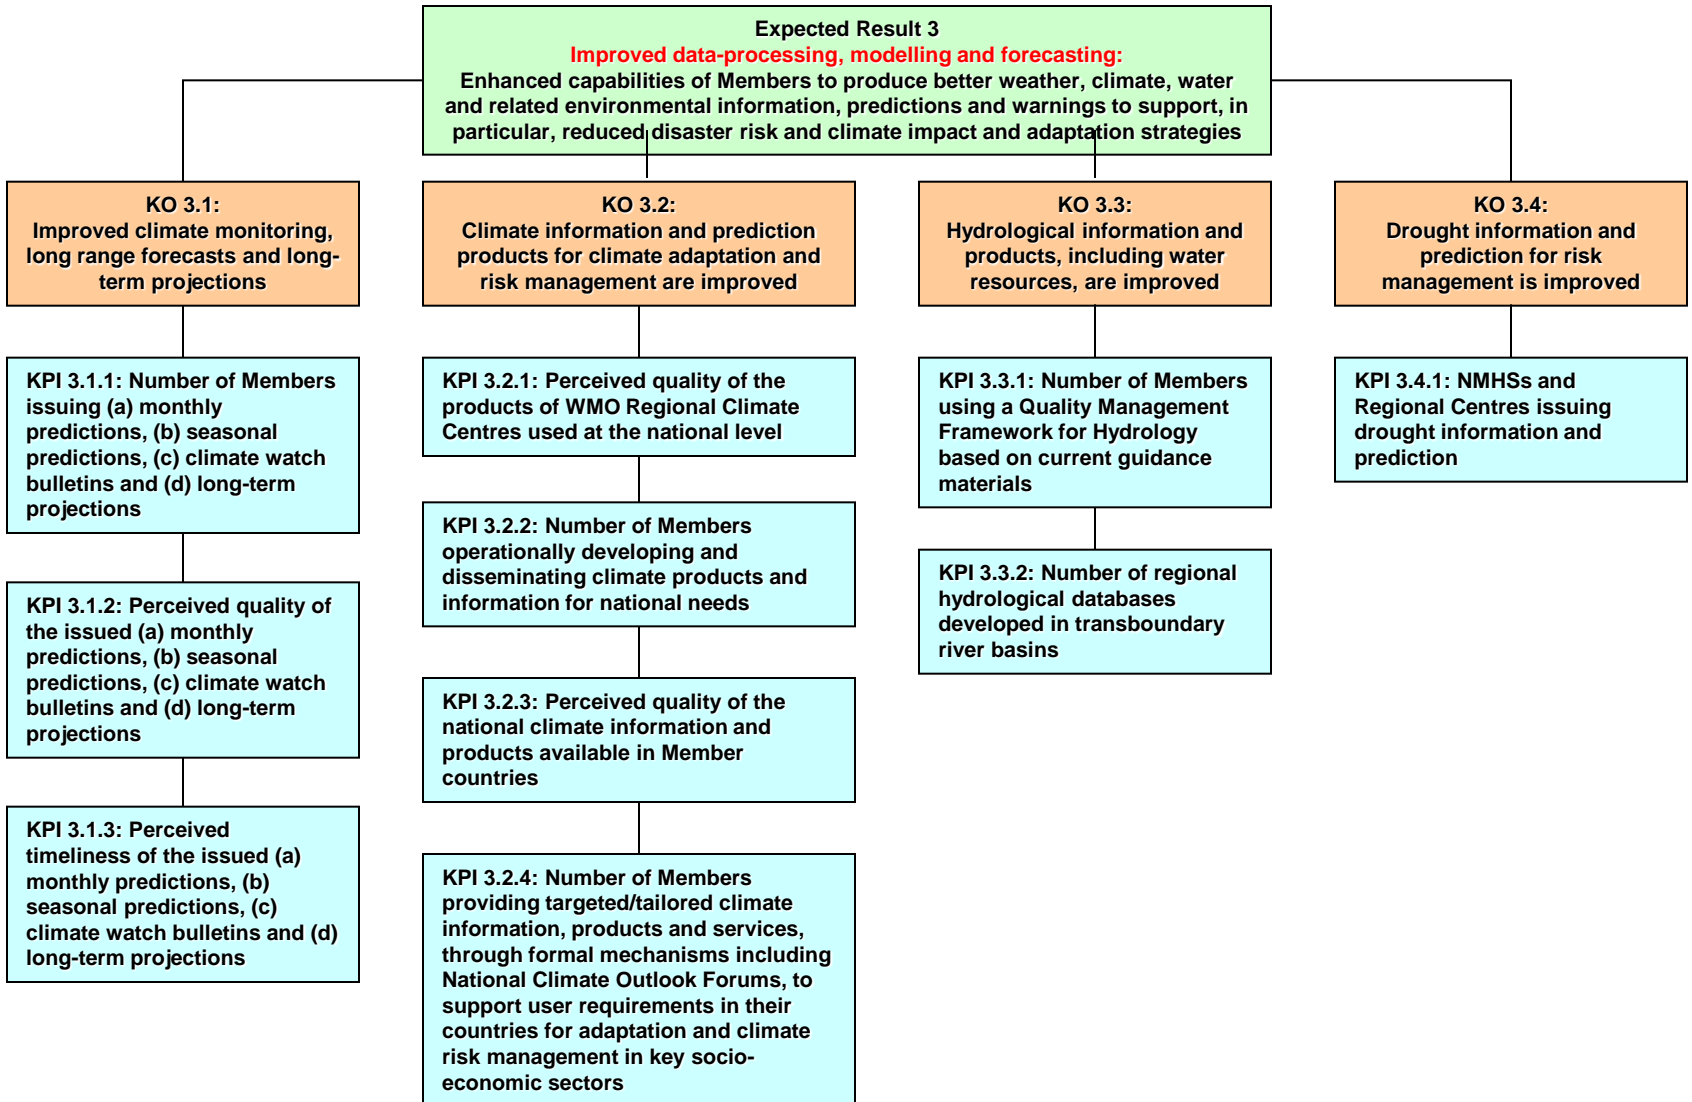 Expected Result 3
Improved data-processing, modelling and forecasting:
Enhanced capabilities of Members to produce better weather, climate, water
and related environmental information, predictions and warnings to support, in
particular, reduced disaster risk and climate impact and adaptation strategies
KO 3.1:
Improved climate monitoring,
long range forecasts and long-
term projections
KPI 3.1.1: Number of Members
issuing (a) monthly
predictions, (b) seasonal
predictions, (c) climate watch
bulletins and (d) long-term
projections
KPI 3.1.2: Perceived quality of
the issued (a) monthly
predictions, (b) seasonal
predictions, (c) climate watch
bulletins and (d) long-term
projections
KPI 3.1.3: Perceived
timeliness of the issued (a)
monthly predictions, (b)
seasonal predictions, (c)
climate watch bulletins and (d)
long-term projections
KO 3.2:
Climate information and prediction
products for climate adaptation and
risk management are improved
KPI 3.2.1: Perceived quality of the
products of WMO Regional Climate
Centres used at the national level
KPI 3.2.2: Number of Members
operationally developing and
disseminating climate products and
information for national needs
KPI 3.2.3: Perceived quality of the
national climate information and
products available in Member
countries
KPI 3.2.4: Number of Members
providing targeted/tailored climate
information, products and services,
through formal mechanisms including
National Climate Outlook Forums, to
support user requirements in their
countries for adaptation and climate
risk management in key socio-
economic sectors
KO 3.3:
Hydrological information and
products, including water
resources, are improved
KPI 3.3.1: Number of Members
using a Quality Management
Framework for Hydrology
based on current guidance
materials
KPI 3.3.2: Number of regional
hydrological databases
developed in transboundary
river basins
KO 3.4:
Drought information and
prediction for risk
management is improved
KPI 3.4.1: NMHSs and
Regional Centres issuing
drought information and
prediction